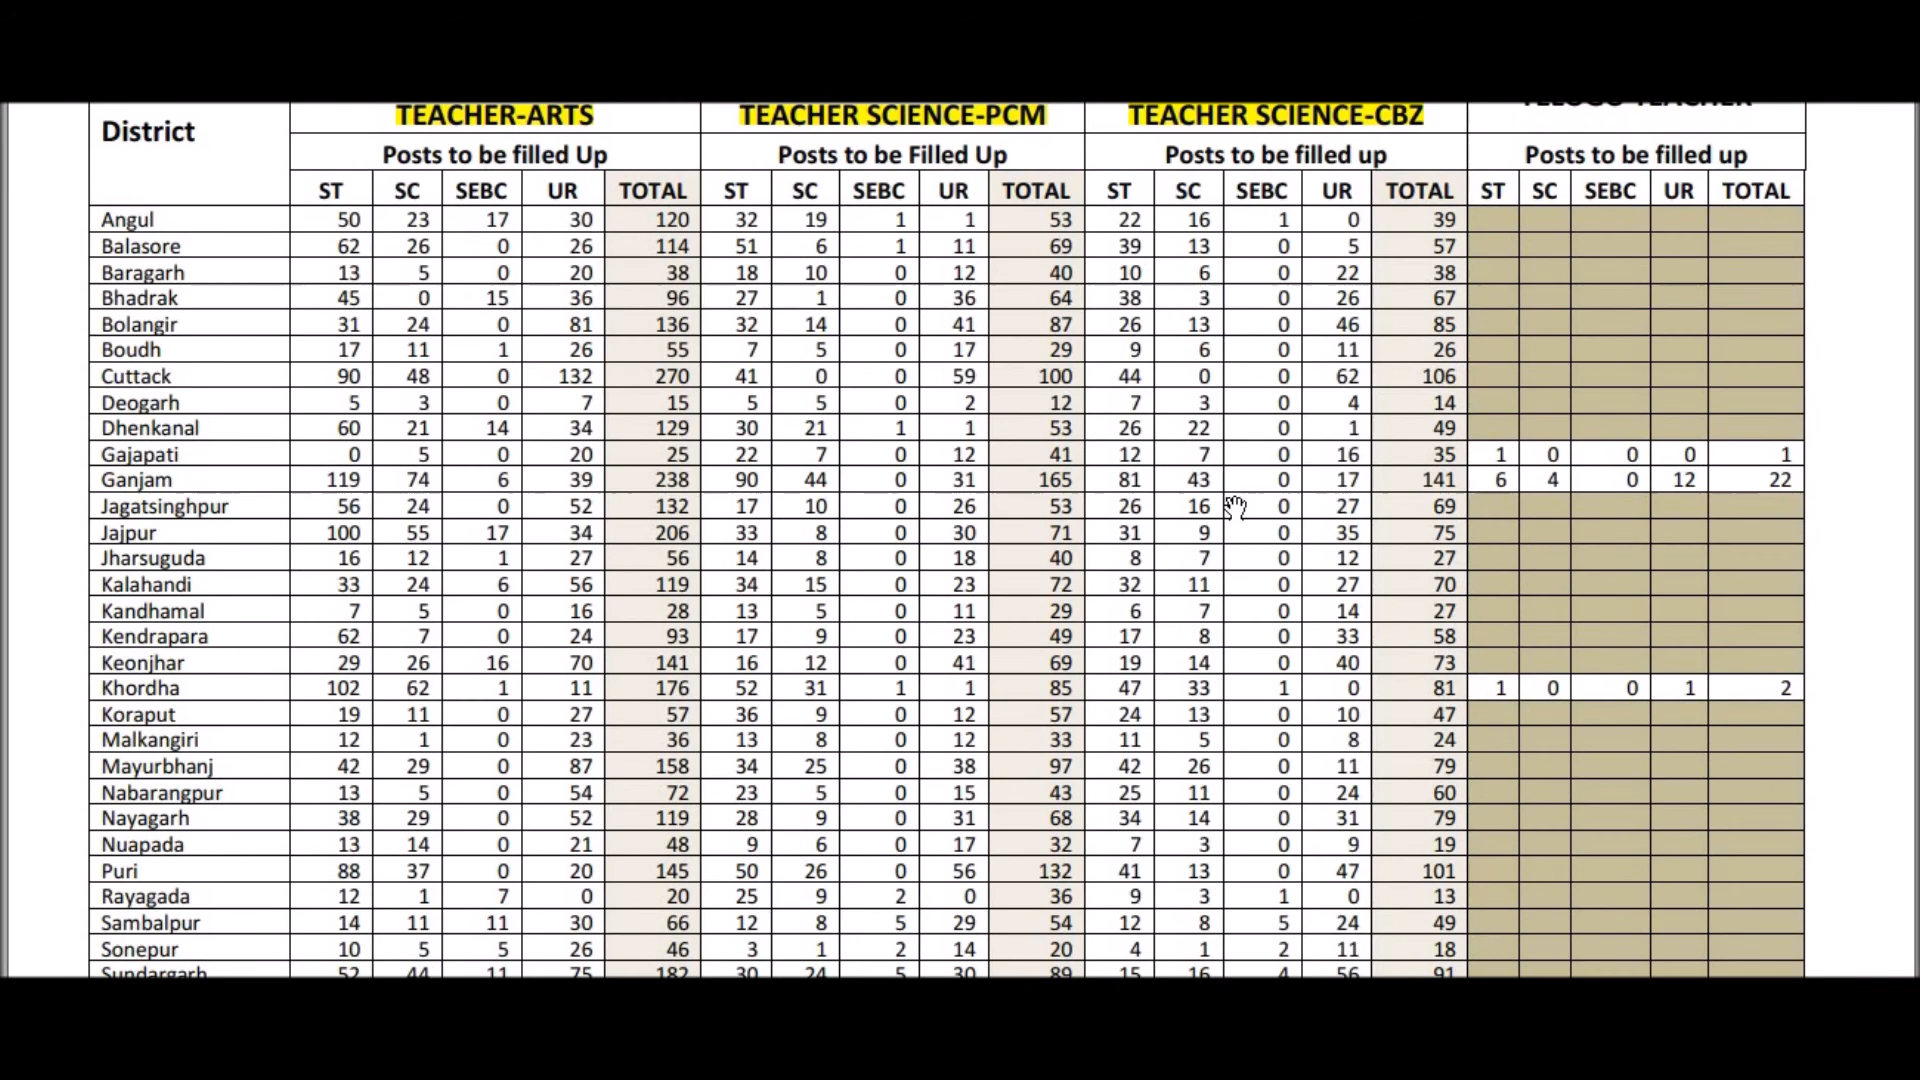 District TEACHER-ARTS TEACHER SCIENCE-PCM TEACHER SCIENCE-CBZ TELUGU TEACHER
Posts to be filled Up Posts to be Filled Up Posts to be filled up Posts to be filled up
ST SC SEBC UR TOTAL ST SC SEBC UR TOTAL ST SC SEBC UR TOTAL ST SC SEBC UR TOTAL
Angul 50 23 17 30 120 32 19 1 1 53 22 16 1 0 39
Balasore 62 26 0 26 114 51 6 1 11 69 39 13 0 5 57
Baragarh 13 5 0 20 38 18 10 0 12 40 10 6 0 22 38
Bhadrak 45 0 15 36 96 27 1 0 36 64 38 3 0 26 67
Bolangir 31 24 0 81 136 32 14 0 41 87 26 13 0 46 85
Boudh 17 11 1 26 55 7 5 0 17 29 9 6 0 11 26
Cuttack 90 48 0 132 270 41 0 0 59 100 44 0 0 62 106
Deogarh 5 3 0 7 15 5 5 0 2 12 7 3 0 4 14
Dhenkanal 60 21 14 34 129 30 21 1 1 53 26 22 0 1 49
Gajapati 0 5 0 20 25 22 7 0 12 41 12 7 0 16 35 1 0 0 0 1
Ganjam 119 74 6 39 238 90 44 0 31 165 81 43 0 17 141 6 4 0 12 22
Jagatsinghpur 56 24 0 52 132 17 10 0 26 53 26 16 0 27 69
Jajpur 100 55 17 34 206 33 8 0 30 71 31 9 0 35 75
Jharsuguda 16 12 1 27 56 14 8 0 18 40 8 7 0 12 27
Kalahandi 33 24 6 56 119 34 15 0 23 72 32 11 0 27 70
Kandhamal 7 5 0 16 28 13 5 0 11 29 6 7 0 14 27
Kendrapara 62 7 0 24 93 17 9 0 23 49 17 8 0 33 58
Keonjhar 29 26 16 70 141 16 12 0 41 69 19 14 0 40 73
Khordha 102 62 1 11 176 52 31 1 1 85 47 33 1 0 81 1 0 0 1 2
Koraput 19 11 0 27 57 36 9 0 12 57 24 13 0 10 47
Malkangiri 12 1 0 23 36 13 8 0 12 33 11 5 0 8 24
Mayurbhanj 42 29 0 87 158 34 25 0 38 97 42 26 0 11 79
Nabarangpur 13 5 0 54 72 23 5 0 15 43 25 11 0 24 60
Nayagarh 38 29 0 52 119 28 9 0 31 68 34 14 0 31 79
Nuapada 13 14 0 21 48 9 6 0 17 32 7 3 0 9 19
Puri 88 37 0 20 145 50 26 0 56 132 41 13 0 47 101
Rayagada 12 1 7 0 20 25 9 2 0 36 9 3 1 0 13
Sambalpur 14 11 11 30 66 12 8 5 29 54 12 8 5 24 49
Sonepur 10 5 5 26 46 3 1 2 14 20 4 1 2 11 18
Sundargarh 52 44 11 75 182 30 24 5 30 89 15 16 4 56 91